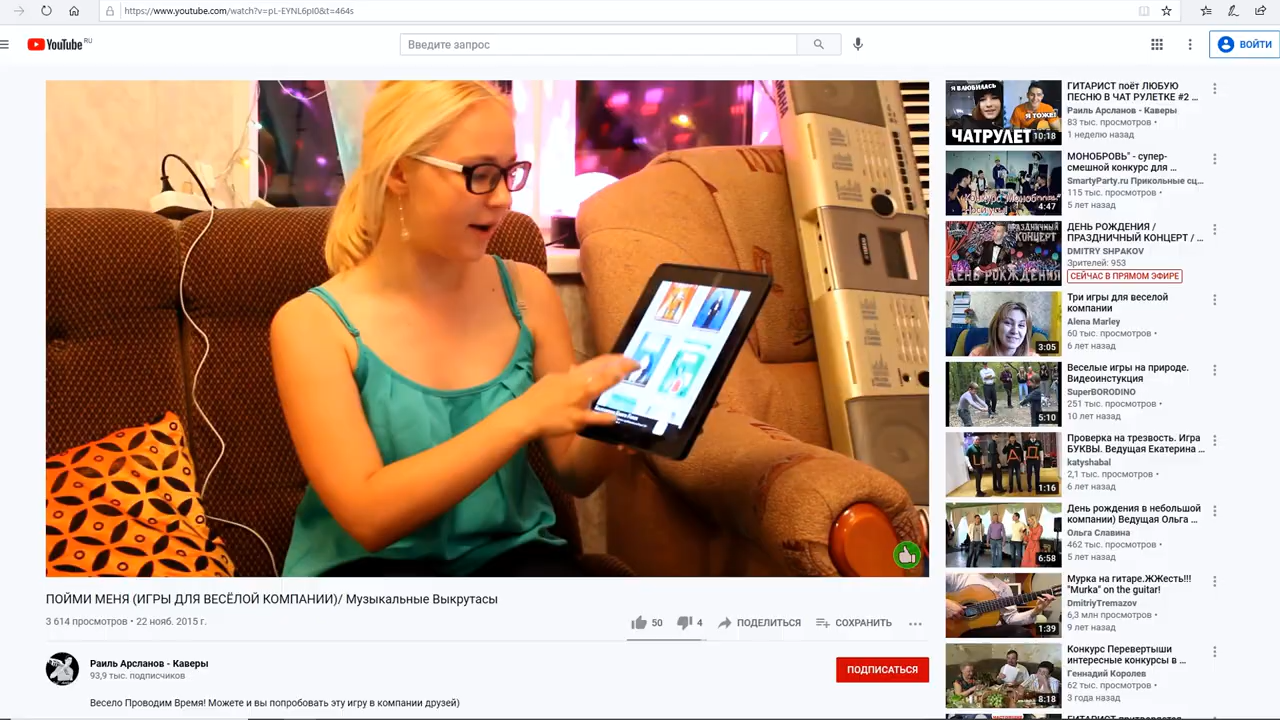 https://www.youtube.com/watch?v=pL-EYNL6pI0&t=464s
YouTube RU
Введите запрос
ВОЙТИ
ПОЙМИ МЕНЯ (ИГРЫ ДЛЯ ВЕСЁЛОЙ КОМПАНИИ)/ Музыкальные выкрутасы
3 614 просмотров • 22 нояб. 2015 г.
50
4
ПОДЕЛИТЬСЯ
СОХРАНИТЬ
Раиль Арсланов - Каверы
93,9 тыс. подписчиков
ПОДПИСАТЬСЯ
Весело Проводим Время! Можете и вы попробовать эту игру в компании друзей)
Я ВЛЮБИЛАСЬ
Я ТОЖЕ!
ЧАТРУЛЕТ
10:18
ГИТАРИСТ поёт ЛЮБУЮ
ПЕСНЮ В ЧАТ РУЛЕТКЕ #2 ...
Раиль Арсланов - Каверы
83 тыс. просмотров •
1 неделю назад
4:47
МОНОБРОВЬ" - супер-
смешной конкурс для ...
SmartyParty.ru Прикольные сц...
115 тыс. просмотров •
5 лет назад
ПРАЗДНИЧНЫЙ
КОНЦЕРТ
ДЕНЬ РОЖДЕНИЯ
ДЕНЬ РОЖДЕНИЯ /
ПРАЗДНИЧНЫЙ КОНЦЕРТ / ...
DMITRY SHPAKOV
Зрителей: 953
СЕЙЧАС В ПРЯМОМ ЭФИРЕ
3:05
Три игры для веселой
компании
Alena Marley
60 тыс. просмотров •
6 лет назад
5:10
Веселые игры на природе.
Видеоинстукция
SuperBORODINO
251 тыс. просмотров •
10 лет назад
1:16
Проверка на трезвость. Игра
БУКВЫ. Ведущая Екатерина ...
katyshabal
2,1 тыс. просмотров •
6 лет назад
6:58
День рождения в небольшой
компании) Ведущая Ольга ...
Ольга Славина
462 тыс. просмотров •
5 лет назад
1:39
Мурка на гитаре.ЖЖесть!!!
"Murka" on the guitar!
DmitriyTremazov
6,3 млн просмотров •
9 лет назад
8:18
Конкурс Перевертыши
интересные конкурсы в ...
Геннадий Королев
62 тыс. просмотров •
3 года назад